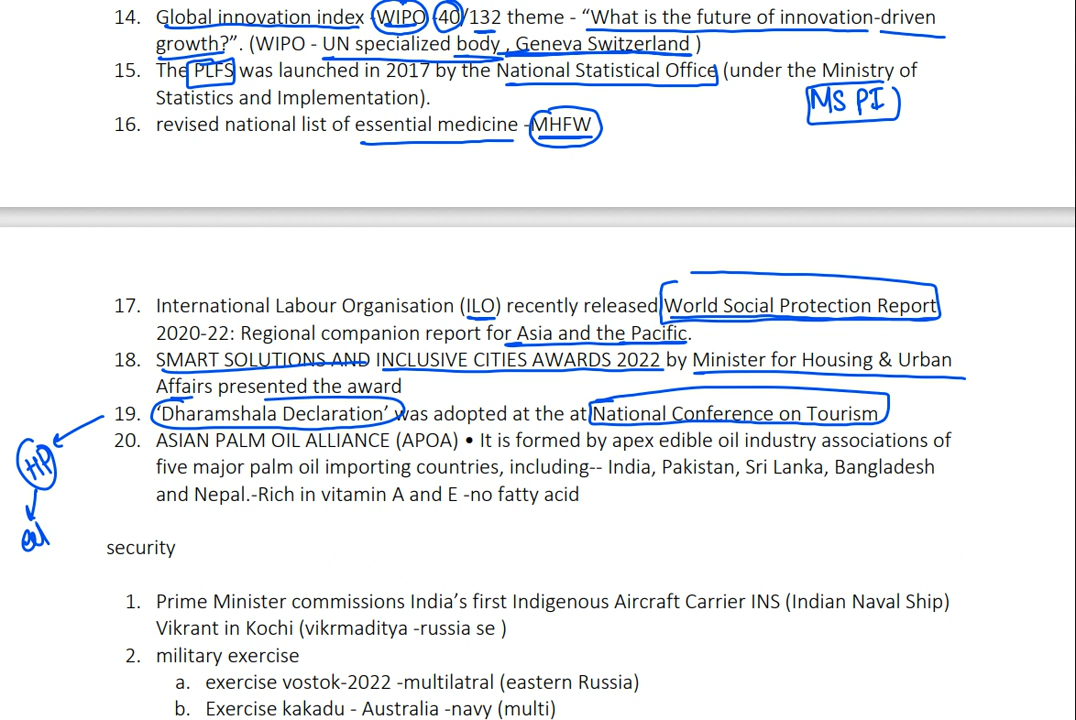 14. Global innovation index -WIPO -40/132 theme - “What is the future of innovation-driven
growth?”. (WIPO - UN specialized body , Geneva Switzerland )
15. The PLFS was launched in 2017 by the National Statistical Office (under the Ministry of
Statistics and Implementation).
MSPI
16. revised national list of essential medicine -MHFW
17. International Labour Organisation (ILO) recently released World Social Protection Report
2020-22: Regional companion report for Asia and the Pacific.
18. SMART SOLUTIONS AND INCLUSIVE CITIES AWARDS 2022 by Minister for Housing & Urban
Affairs presented the award
19. ‘Dharamshala Declaration’ was adopted at the at National Conference on Tourism
20. ASIAN PALM OIL ALLIANCE (APOA) • It is formed by apex edible oil industry associations of
HP
five major palm oil importing countries, including-- India, Pakistan, Sri Lanka, Bangladesh
and Nepal.-Rich in vitamin A and E -no fatty acid
security
1. Prime Minister commissions India’s first Indigenous Aircraft Carrier INS (Indian Naval Ship)
Vikrant in Kochi (vikrmaditya -russia se )
2. military exercise
a. exercise vostok-2022 -multilatral (eastern Russia)
b. Exercise kakadu - Australia -navy (multi)